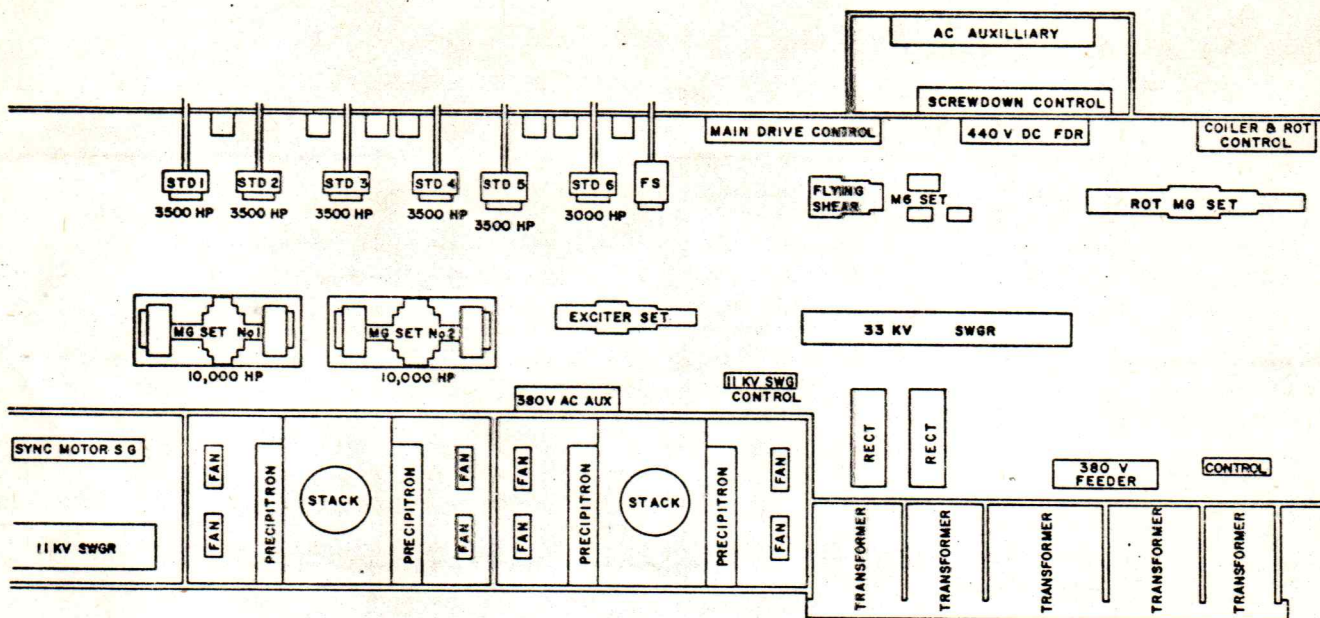 AC AUXILLIARY
SCREWDOWN CONTROL
MAIN DRIVE CONTROL
440 V DC FDR
COILER & ROT
CONTROL
STD 1
3500 HP
STD 2
3500 HP
STD 3
3500 HP
STD 4
3500 HP
STD 5
3500 HP
STD 6
3000 HP
FS
FLYING
SHEAR
MG SET
ROT MG SET
MG SET No1
10,000 HP
MG SET No2
10,000 HP
EXCITER SET
33 KV SWGR
380V AC AUX
11 KV SWG
CONTROL
SYNC MOTOR S G
11 KV SWGR
FAN
FAN
PRECIPITRON
STACK
PRECIPITRON
FAN
FAN
FAN
FAN
PRECIPITRON
STACK
PRECIPITRON
FAN
FAN
RECT
RECT
380 V
FEEDER
CONTROL
TRANSFORMER
TRANSFORMER
TRANSFORMER
TRANSFORMER
TRANSFORMER